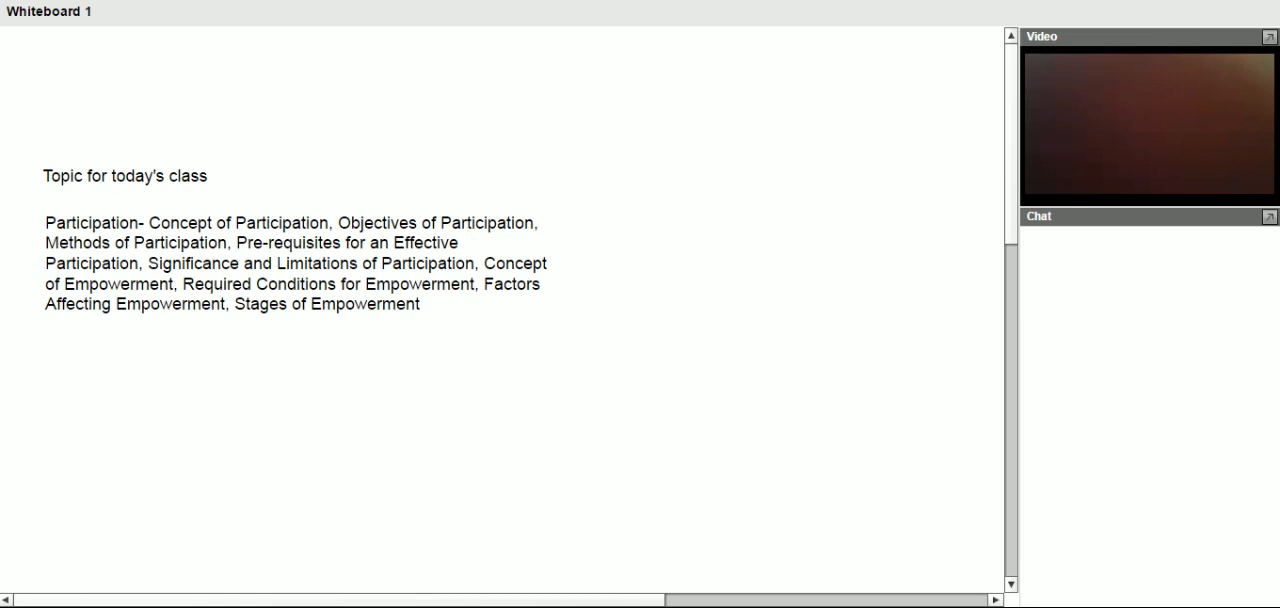 Whiteboard 1
Video
Chat
Topic for today's class
Participation- Concept of Participation, Objectives of Participation,
Methods of Participation, Pre-requisites for an Effective
Participation, Significance and Limitations of Participation, Concept
of Empowerment, Required Conditions for Empowerment, Factors
Affecting Empowerment, Stages of Empowerment